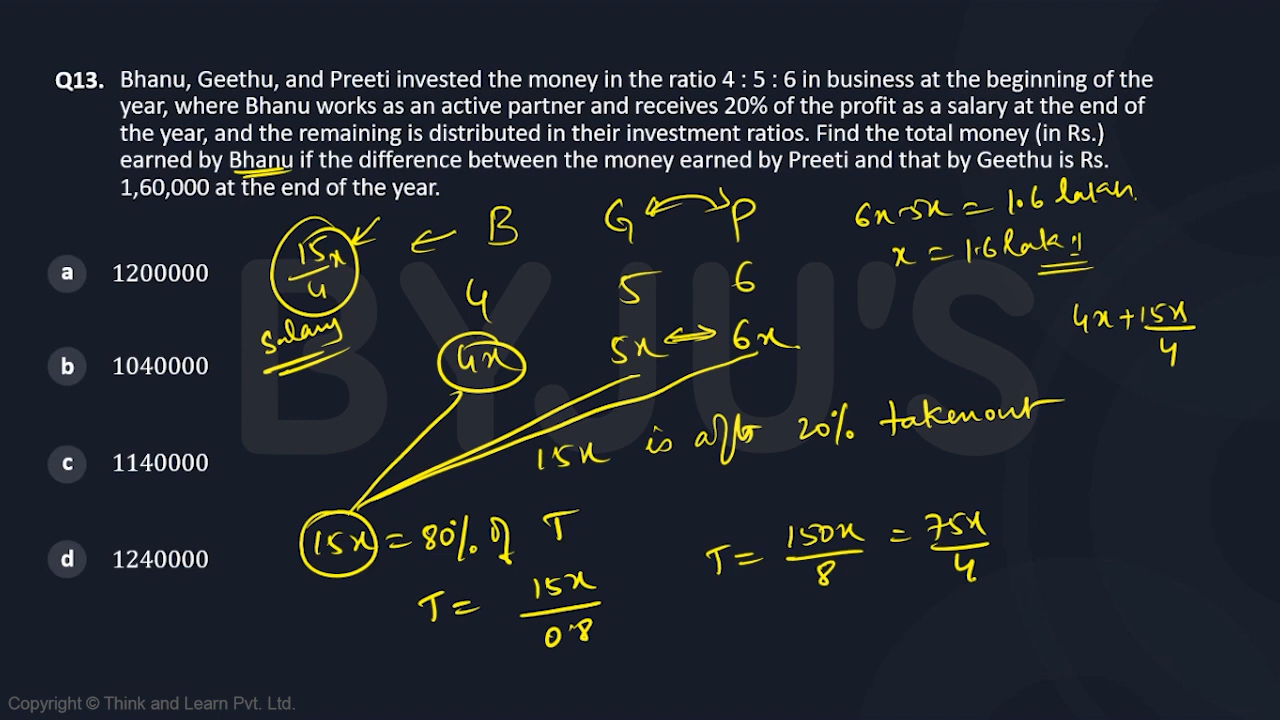 Q13. Bhanu, Geethu, and Preeti invested the money in the ratio 4 : 5 : 6 in business at the beginning of the
year, where Bhanu works as an active partner and receives 20% of the profit as a salary at the end of
the year, and the remaining is distributed in their investment ratios. Find the total money (in Rs.)
earned by Bhanu if the difference between the money earned by Preeti and that by Geethu is Rs.
1,60,000 at the end of the year.
a 1200000
b 1040000
c 1140000
d 1240000
BYJU'S
B G P
4 5 6
4x 5x 6x
15x/4
Salary
6x-5x = 1.6 lakh
x = 1.6 lakh
4x + 15x/4
15x is after 20% takenout
15x = 80% of T
T = 15x/0.8
T = 150x/8 = 75x/4
Copyright © Think and Learn Pvt. Ltd.